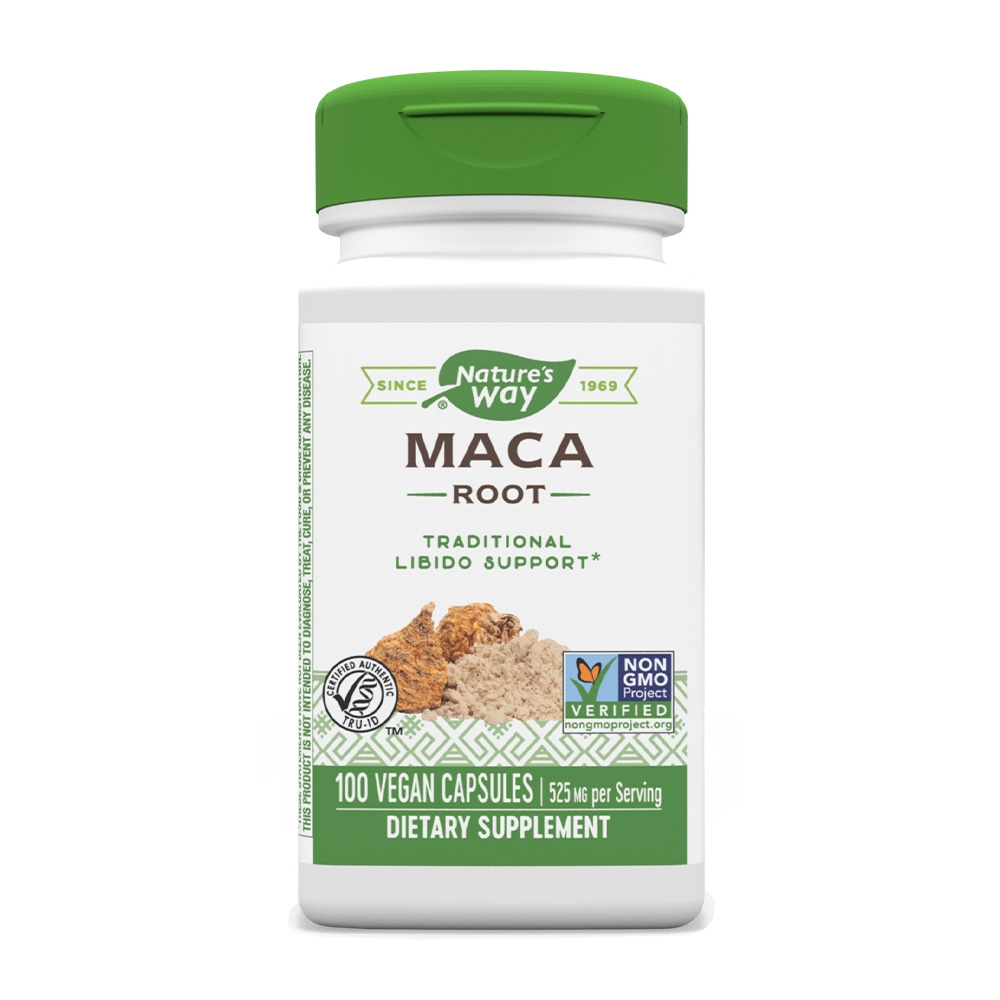 SINCE Nature's Way® 1969
MACA
ROOT
TRADITIONAL
LIBIDO SUPPORT*
CERTIFIED AUTHENTIC
TRU-ID
TM
NON
GMO
Project
VERIFIED
nongmoproject.org
100 VEGAN CAPSULES | 525 MG per Serving
DIETARY SUPPLEMENT
THIS PRODUCT IS NOT INTENDED TO DIAGNOSE, TREAT, CURE, OR PREVENT ANY DISEASE.